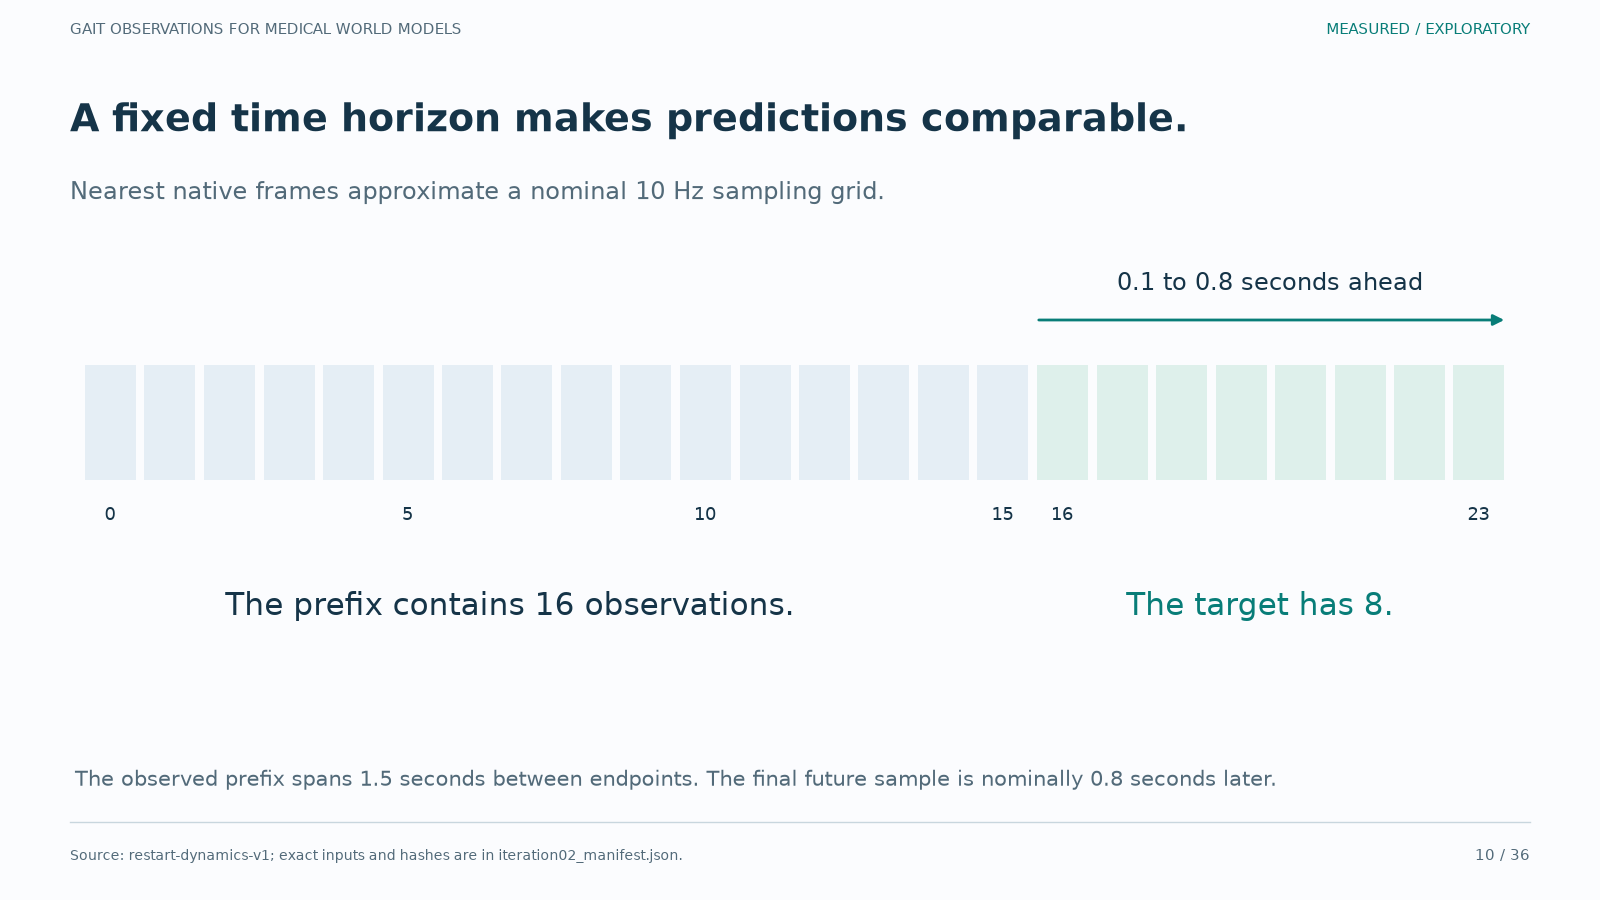 GAIT OBSERVATIONS FOR MEDICAL WORLD MODELS
MEASURED / EXPLORATORY
A fixed time horizon makes predictions comparable.
Nearest native frames approximate a nominal 10 Hz sampling grid.
0.1 to 0.8 seconds ahead
0 5 10 15 16 23
The prefix contains 16 observations.
The target has 8.
The observed prefix spans 1.5 seconds between endpoints. The final future sample is nominally 0.8 seconds later.
Source: restart-dynamics-v1; exact inputs and hashes are in iteration02_manifest.json.
10 / 36